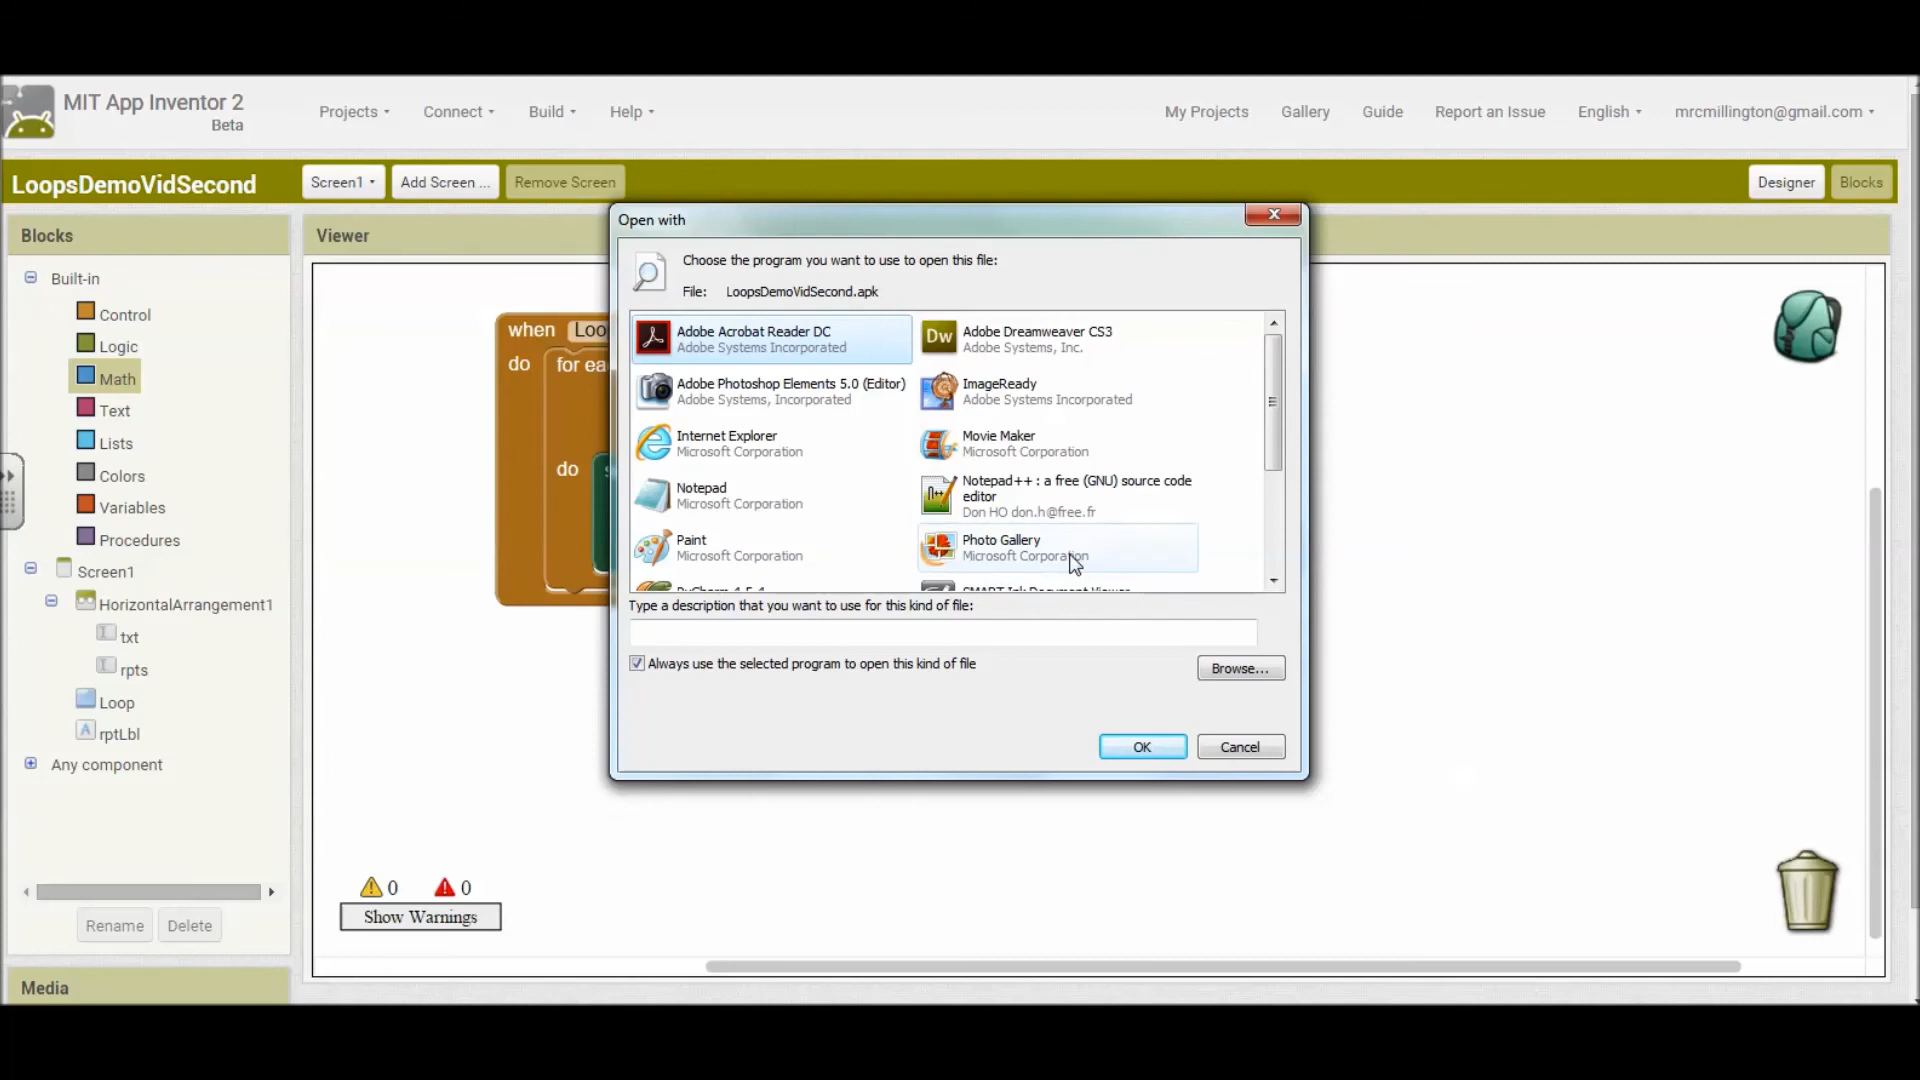 MIT App Inventor 2
Beta
Projects
Connect
Build
Help
My Projects
Gallery
Guide
Report an Issue
English
mrcmillington@gmail.com
LoopsDemoVidSecond
Screen1
Add Screen ...
Remove Screen
Designer
Blocks
Blocks
Built-in
Control
Logic
Math
Text
Lists
Colors
Variables
Procedures
Screen1
HorizontalArrangement1
txt
rpts
Loop
rptLbl
Any component
Rename
Delete
Media
Viewer
when Loo
do for ea
do
0 0
Show Warnings
Open with
Choose the program you want to use to open this file:
File: LoopsDemoVidSecond.apk
Adobe Acrobat Reader DC
Adobe Systems Incorporated
Adobe Dreamweaver CS3
Adobe Systems, Inc.
Adobe Photoshop Elements 5.0 (Editor)
Adobe Systems, Incorporated
ImageReady
Adobe Systems Incorporated
Internet Explorer
Microsoft Corporation
Movie Maker
Microsoft Corporation
Notepad
Microsoft Corporation
Notepad++ : a free (GNU) source code
editor
Don HO don.h@free.fr
Paint
Microsoft Corporation
Photo Gallery
Microsoft Corporation
SMART Ink Document Viewer
Type a description that you want to use for this kind of file:
Always use the selected program to open this kind of file
Browse...
OK
Cancel